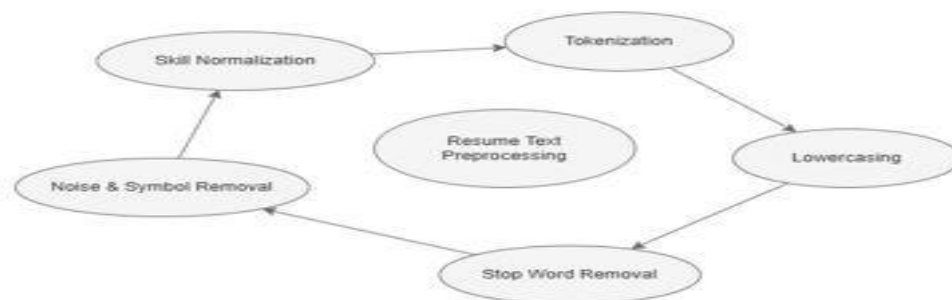 Tokenization
Skill Normalization
Resume Text
Preprocessing
Lowercasing
Noise & Symbol Removal
Stop Word Removal